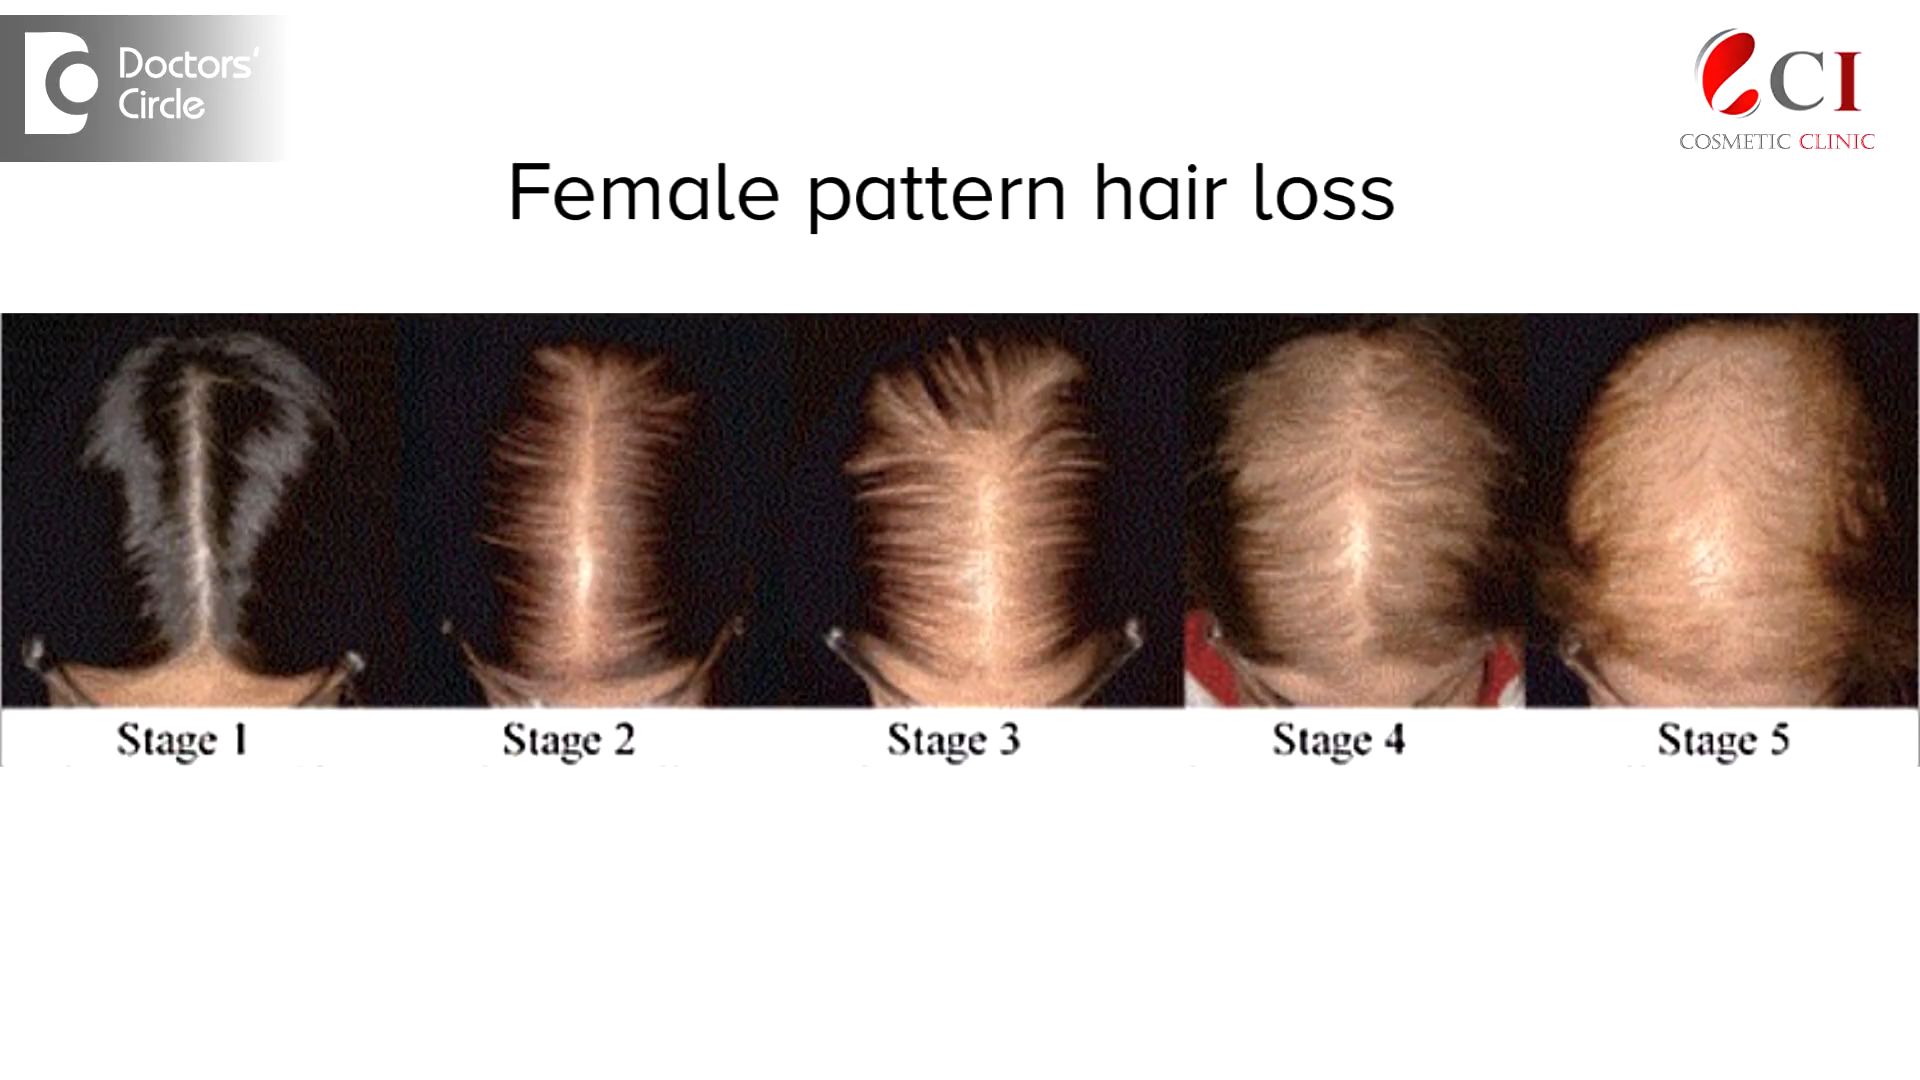 Doctors'
Circle
CI
COSMETIC CLINIC
Female pattern hair loss
Stage 1
Stage 2
Stage 3
Stage 4
Stage 5